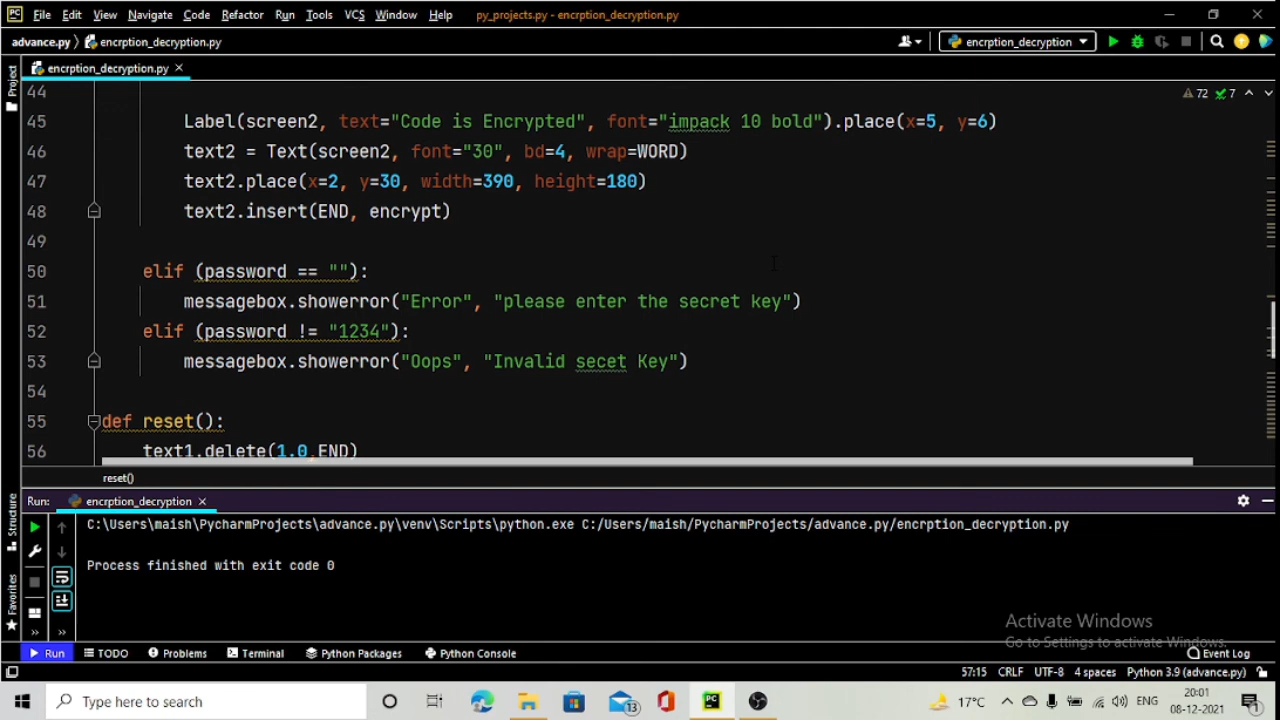 File Edit View Navigate Code Refactor Run Tools VCS Window Help py_projects.py - encrption_decryption.py
advance.py encrption_decryption.py encrption_decryption
encrption_decryption.py
44 72 7
45 Label(screen2, text="Code is Encrypted", font="impack 10 bold").place(x=5, y=6)
46 text2 = Text(screen2, font="30", bd=4, wrap=WORD)
47 text2.place(x=2, y=30, width=390, height=180)
48 text2.insert(END, encrypt)
49
50 elif (password == ""):
51 messagebox.showerror("Error", "please enter the secret key")
52 elif (password != "1234"):
53 messagebox.showerror("Oops", "Invalid secet Key")
54
55 def reset():
56 text1.delete(1.0,END)
reset()
Run: encrption_decryption
C:\Users\maish\PycharmProjects\advance.py\venv\Scripts\python.exe C:/Users/maish/PycharmProjects/advance.py/encrption_decryption.py
Process finished with exit code 0
Project
Structure
Favorites
Activate Windows
Go to Settings to activate Windows.
Run TODO Problems Terminal Python Packages Python Console Event Log
57:15 CRLF UTF-8 4 spaces Python 3.9 (advance.py)
Type here to search 13 17°C ENG 20:01
08-12-2021 1